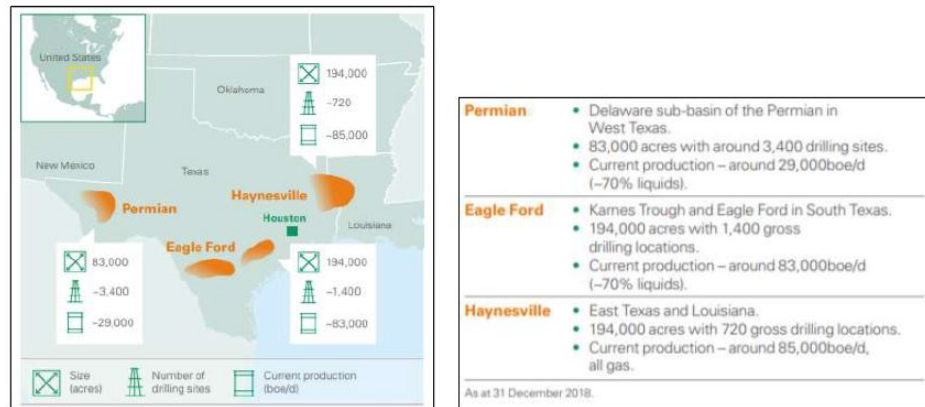 United States
194,000
~720
~85,000
Oklahoma
New Mexico
Texas
Haynesville
Permian
Houston
Louisiana
Eagle Ford
83,000
~3,400
~29,000
194,000
~1,400
~83,000
Size
(acres)
Number of
drilling sites
Current production
(boe/d)
Permian
• Delaware sub-basin of the Permian in
West Texas.
• 83,000 acres with around 3,400 drilling sites.
• Current production – around 29,000boe/d
(~70% liquids).
Eagle Ford
• Karnes Trough and Eagle Ford in South Texas.
• 194,000 acres with 1,400 gross
drilling locations.
• Current production – around 83,000boe/d
(~70% liquids).
Haynesville
• East Texas and Louisiana.
• 194,000 acres with 720 gross drilling locations.
• Current production – around 85,000boe/d,
all gas.
As at 31 December 2018.